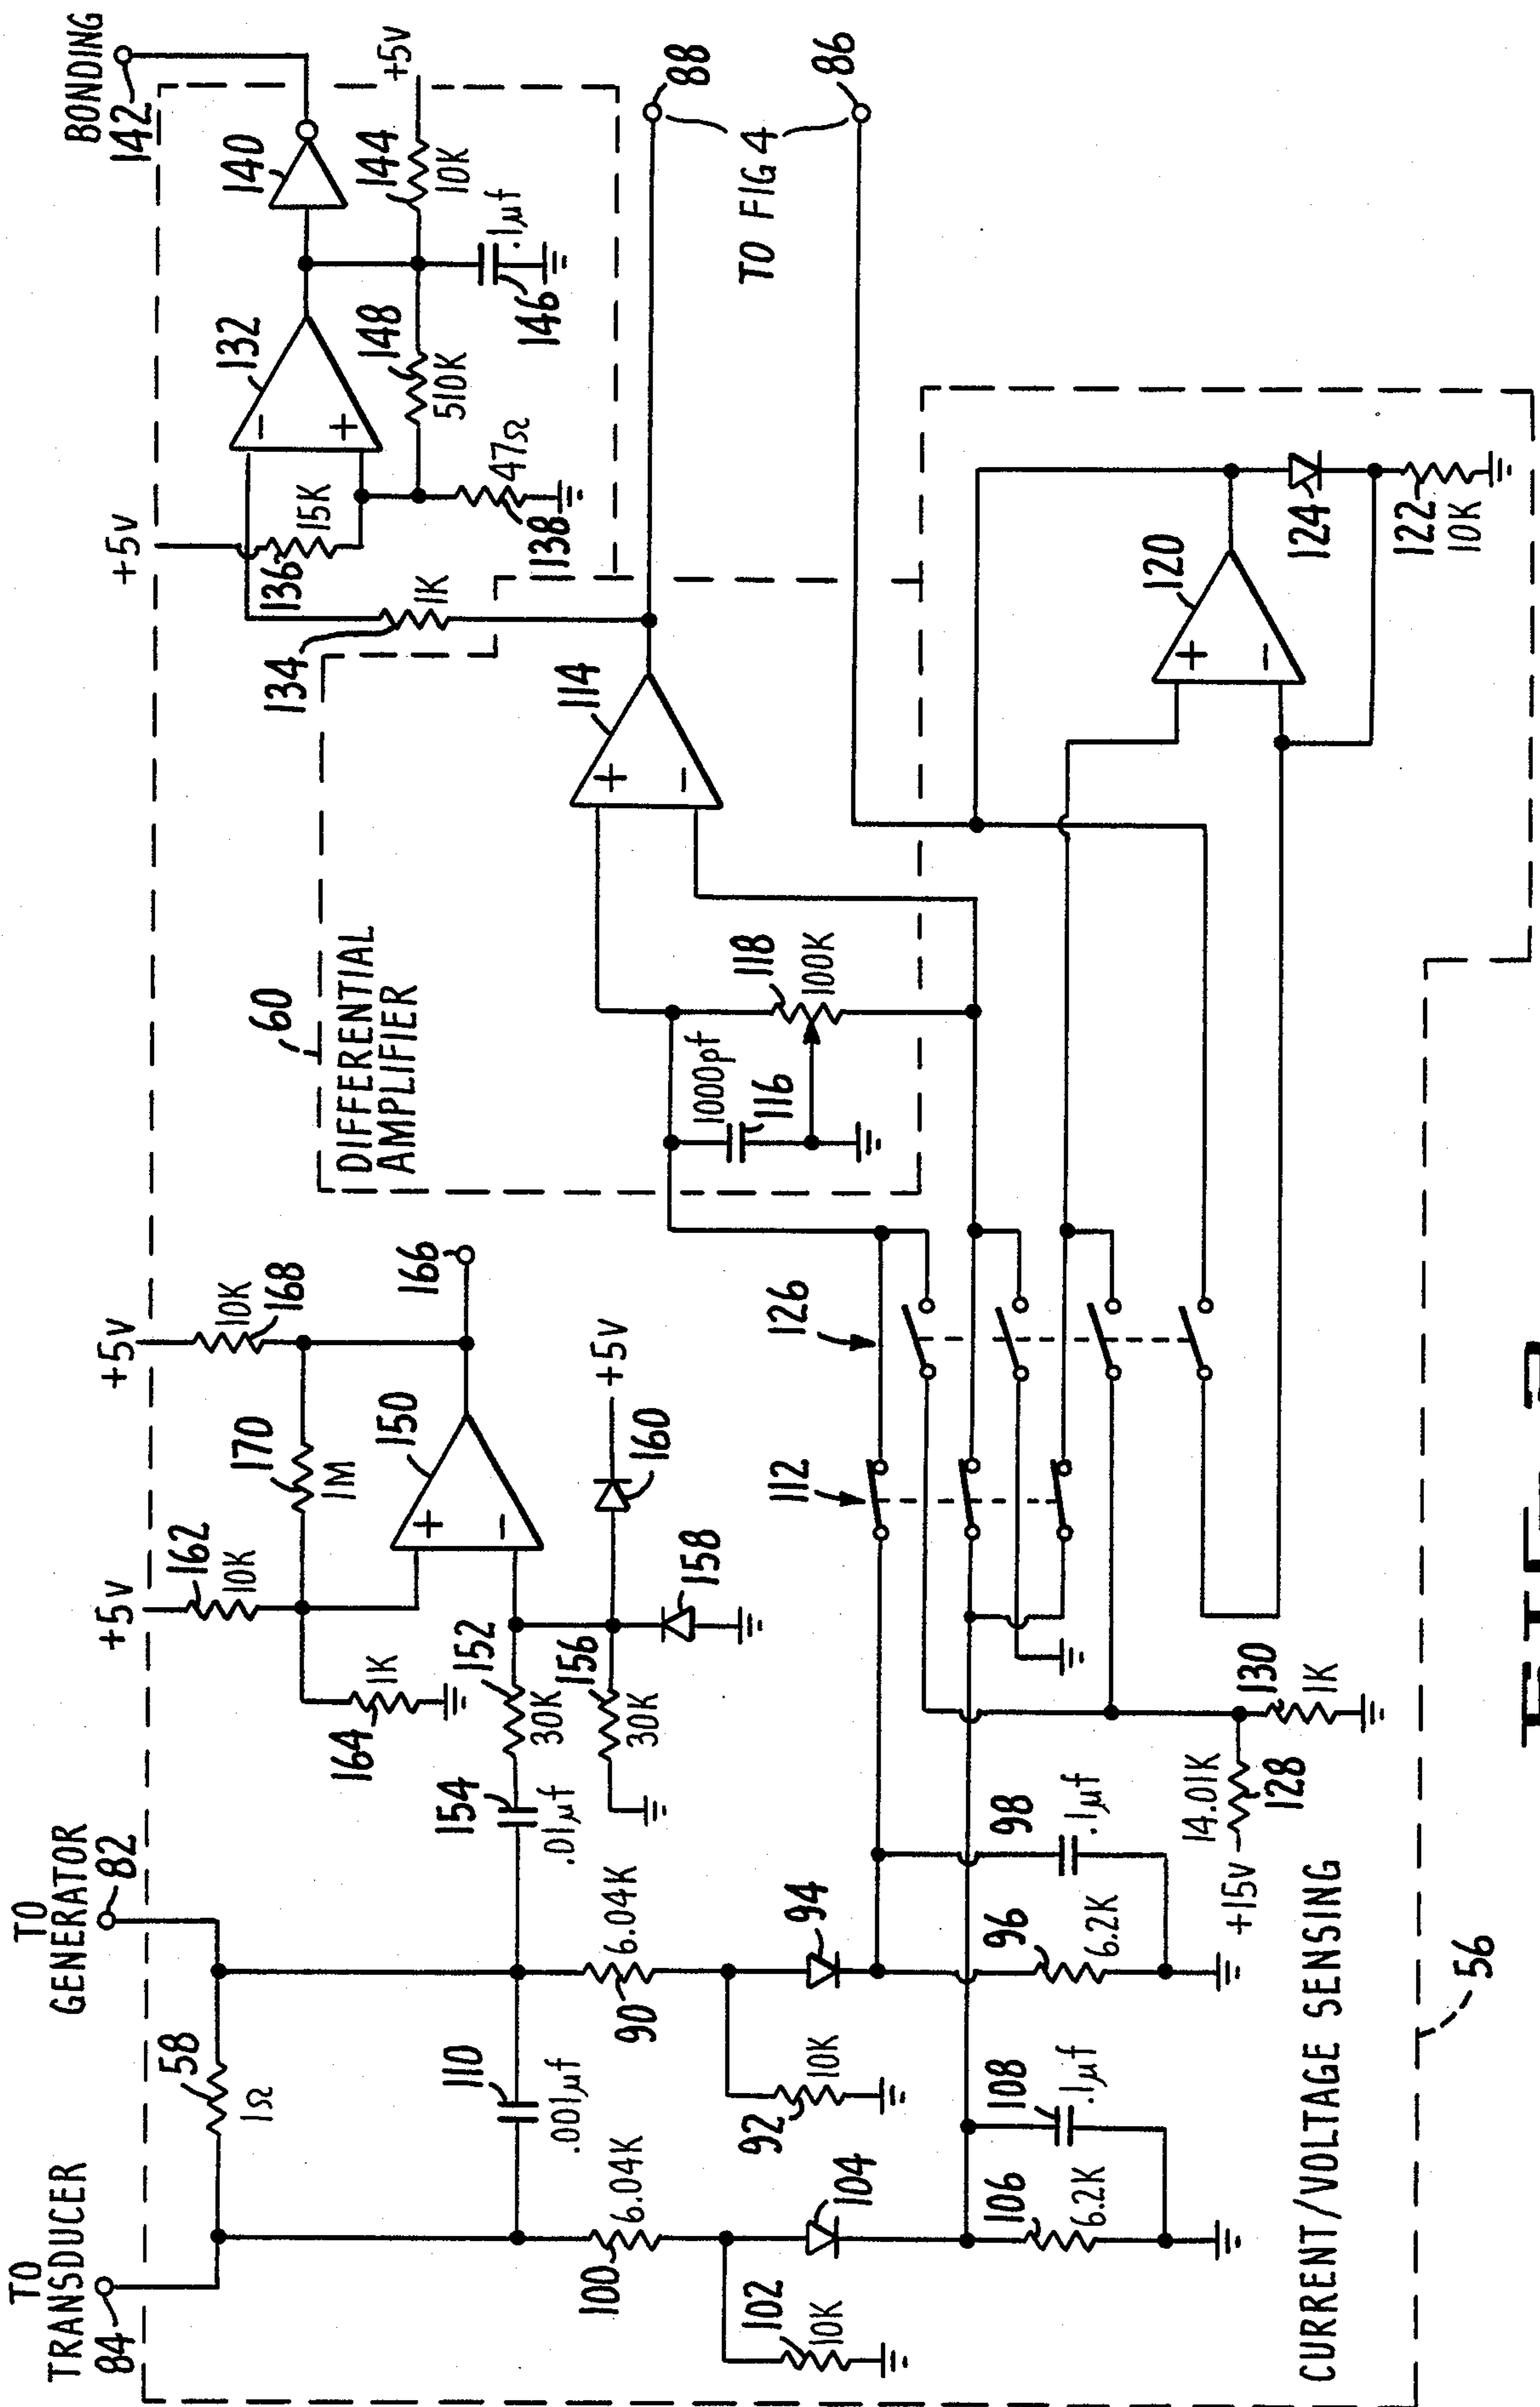 TO
TRANSDUCER
84
TO
GENERATOR
82
58
1Ω
110
.001µf
100
6.04K
90
6.04K
102
10K
92
10K
104
94
106
6.2K
108
.1µf
96
6.2K
98
.1µf
154
.01µf
152
30K
156
30K
164
1K
+5v
162
10K
170
1M
+5v
10K
168
150
+
-
166
158
160
+5v
112
126
+15v
14.01K
128
130
1K
CURRENT/VOLTAGE SENSING
56
60
DIFFERENTIAL
AMPLIFIER
1000pf
116
118
100K
114
+
-
134
1K
+5v
136
15K
138
47Ω
132
-
+
148
510K
146
.1µf
144
10K
+5v
140
BONDING
142
88
TO FIG 4
86
120
+
-
124
122
10K